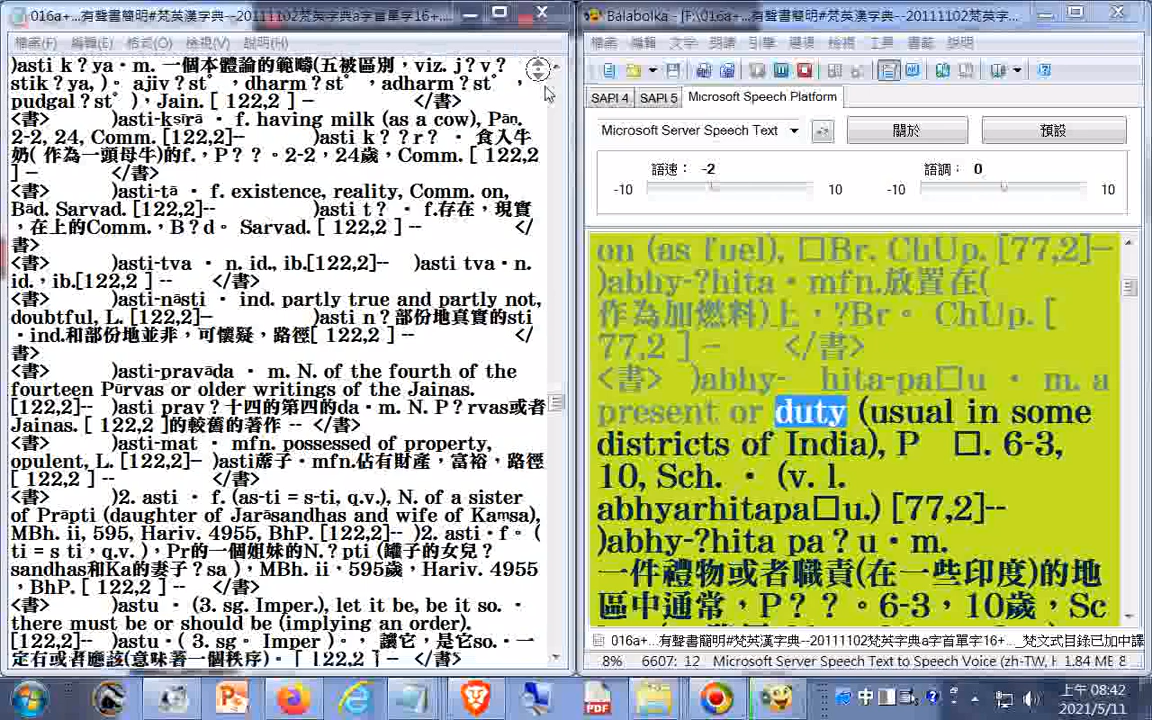 016a+...有聲書簡明#梵英漢字典--20111102梵英字典a字首單字16+...
檔案(F) 編輯(E) 格式(O) 檢視(V) 說明(H)
)asti k?ya‧m. 一個本體論的範疇(五被區別，viz. j?v?
stik?ya, )。 ajiv?st゜，dharm?st゜，adharm?st゜，
pudgal?st゜)，Jain. [ 122,2 ] – </書>
<書> )asti-kṣīrā ‧ f. having milk (as a cow), Pāṇ.
2-2, 24, Comm. [122,2]-- )asti k??r? ‧ 食入牛
奶( 作為一頭母牛)的f.，P??。2-2，24歲，Comm. [ 122,2
] – </書>
<書> )asti-tā ‧ f. existence, reality, Comm. on,
Bād. Sarvad. [122,2]-- )asti t? ‧ f.存在，現實
，在上的Comm.，B?d。Sarvad. [ 122,2 ] – </
書>
<書> )asti-tva ‧ n. id., ib.[122,2]-- )asti tva‧n.
id.，ib.[122,2 ] – </書>
<書> )asti-nāsti ‧ ind. partly true and partly not,
doubtful, L. [122,2]-- )asti n?部份地真實的sti
‧ind.和部份地並非，可懷疑，路徑[ 122,2 ] – </
書>
<書> )asti-pravāda ‧ m. N. of the fourth of the
fourteen Pūrvas or older writings of the Jainas.
[122,2]-- )asti prav?十四的第四的da‧m. N. P?rvas或者
Jainas. [ 122,2 ]的較舊的著作 – </書>
<書> )asti-mat ‧ mfn. possessed of property,
opulent, L. [122,2]-- )asti蓆子‧mfn.佔有財產，富裕，路徑
[ 122,2 ] – </書>
<書> )2. asti ‧ f. (as-ti = s-ti, q.v.), N. of a sister
of Prāpti (daughter of Jarāsandhas and wife of Kaṃsa),
MBh. ii, 595, Hariv. 4955, BhP. [122,2]-- )2. asti‧f。(
ti = s ti，q.v. )，Pr的一個姐妹的N.?pti (罐子的女兒?
sandhas和Ka的妻子?sa )，MBh. ii，595歲，Hariv. 4955
，BhP. [ 122,2 ] – </書>
<書> )astu ‧ (3. sg. Imper.), let it be, be it so. ‧
there must be or should be (implying an order).
[122,2]-- )astu‧( 3. sg。Imper )。，讓它，是它so.‧一
定有或者應該(意味著一個秩序)。[ 122,2 ] – </書>
Balabolka - [F:\016a+...有聲書簡明#梵英漢字典--20111102梵英字...
檔案 編輯 文字 朗讀 引擎 選項 檢視 工具 書籤 說明
SAPI 4 SAPI 5 Microsoft Speech Platform
Microsoft Server Speech Text 關於 預設
語速： -2 語調： 0
-10 10 -10 10
on (as fuel), □Br. ChUp. [77,2]–
)abhy-?hita‧mfn.放置在(
作為加燃料)上，?Br。ChUp. [
77,2 ] – </書>
<書> )abhy- hita-pa□u ‧ m. a
present or duty (usual in some
districts of India), P □. 6-3,
10, Sch. ‧ (v. l.
abhyarhitapa□u.) [77,2]--
)abhy-?hita pa?u‧m.
一件禮物或者職責(在一些印度)的地
區中通常，P??。6-3，10歲，Sc
016a+...有聲書簡明#梵英漢字典--20111102梵英字典a字首單字16+..._梵文式目錄已加中譯
8% 6607: 12 Microsoft Server Speech Text to Speech Voice (zh-TW, H 1.84 MB 8
中
上午 08:42
2021/5/11